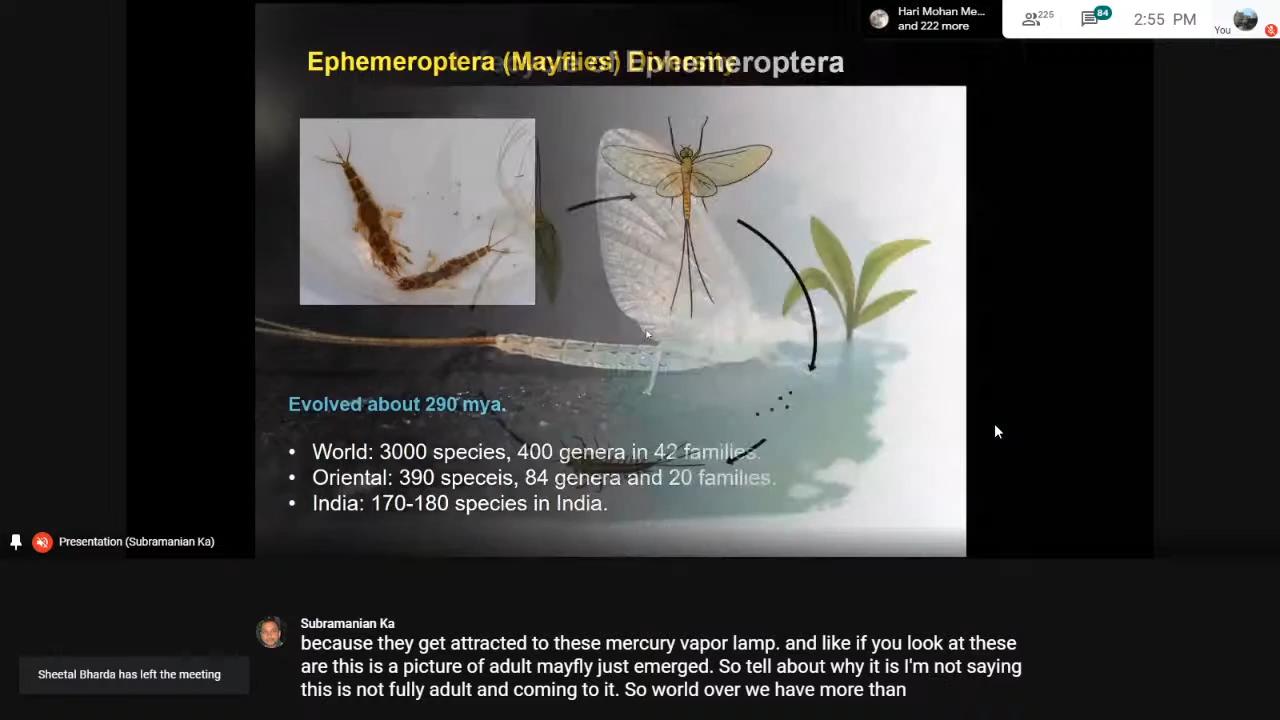 Hari Mohan Me...
and 222 more
225
84
2:55 PM
You
Ephemeroptera (Mayflies) Diversity
of Ephemeroptera
Evolved about 290 mya.
• World: 3000 species, 400 genera in 42 families.
• Oriental: 390 speceis, 84 genera and 20 families.
• India: 170-180 species in India.
Presentation (Subramanian Ka)
Subramanian Ka
because they get attracted to these mercury vapor lamp. and like if you look at these
are this is a picture of adult mayfly just emerged. So tell about why it is I'm not saying
this is not fully adult and coming to it. So world over we have more than
Sheetal Bharda has left the meeting